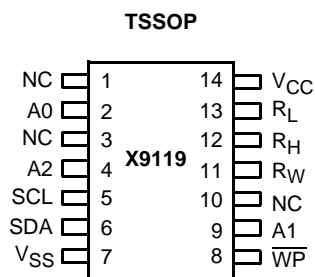 TSSOP
NC 1 14 VCC
A0 2 13 RL
NC 3 12 RH
A2 4 X9119 11 RW
SCL 5 10 NC
SDA 6 9 A1
VSS 7 8 WP